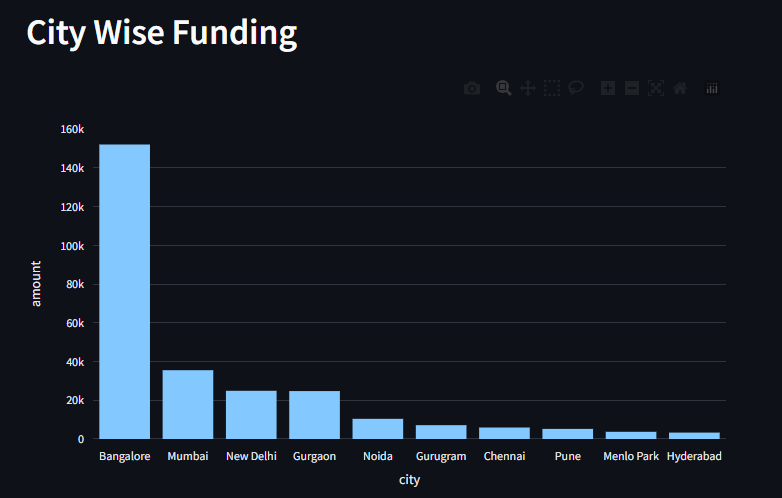 City Wise Funding
160k
140k
120k
100k
80k
60k
40k
20k
0
amount
Bangalore Mumbai New Delhi Gurgaon Noida Gurugram Chennai Pune Menlo Park Hyderabad
city